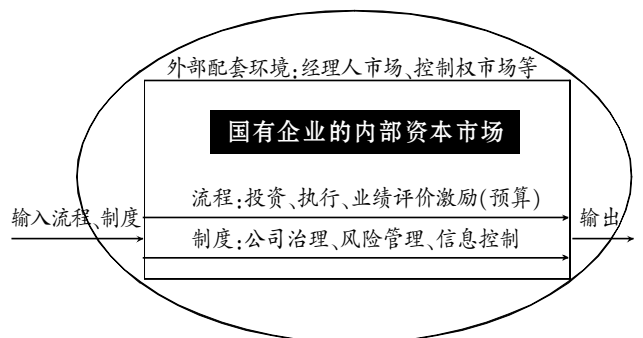 外部配套环境:经理人市场、控制权市场等
国有企业的内部资本市场
流程:投资、执行、业绩评价激励(预算)
输入流程、制度
输出
制度:公司治理、风险管理、信息控制